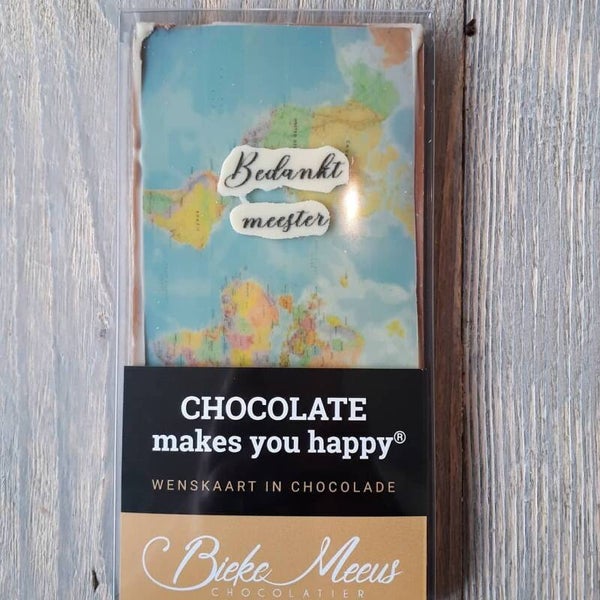 Bedankt
meester
CHOCOLATE
makes you happy®
WENSKAART IN CHOCOLADE
Bieke Meeus
CHOCOLATIER